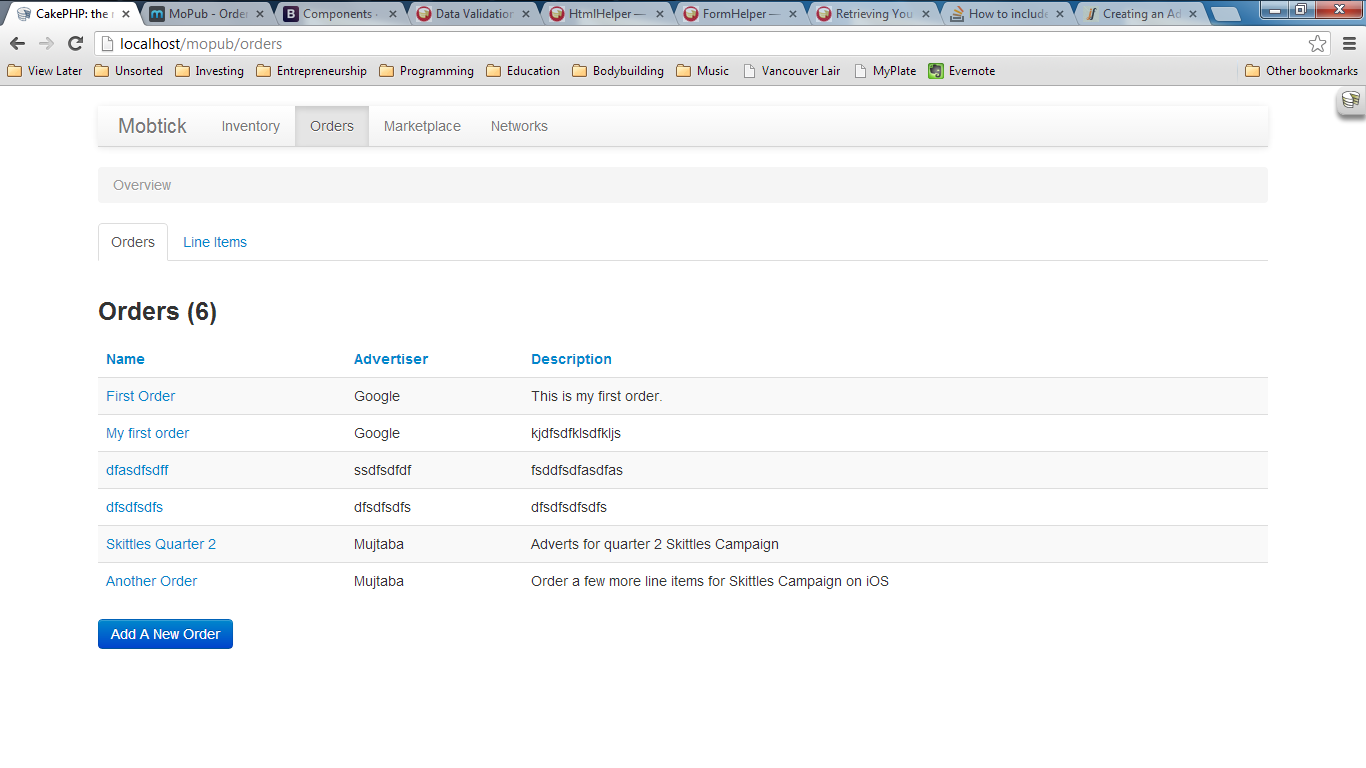 CakePHP: the r MoPub - Orde Components Data Validation HtmlHelper — FormHelper — Retrieving You How to include Creating an Ad
localhost/mopub/orders
View Later Unsorted Investing Entrepreneurship Programming Education Bodybuilding Music Vancouver Lair MyPlate Evernote Other bookmarks
Mobtick Inventory Orders Marketplace Networks
Overview
Orders Line Items
Orders (6)
Name Advertiser Description
First Order Google This is my first order.
My first order Google kjdfsdfklsdfkljs
dfasdfsdff ssdfsdfdf fsddfsdfasdfas
dfsdfsdfs dfsdfsdfs dfsdfsdfsdfs
Skittles Quarter 2 Mujtaba Adverts for quarter 2 Skittles Campaign
Another Order Mujtaba Order a few more line items for Skittles Campaign on iOS
Add A New Order